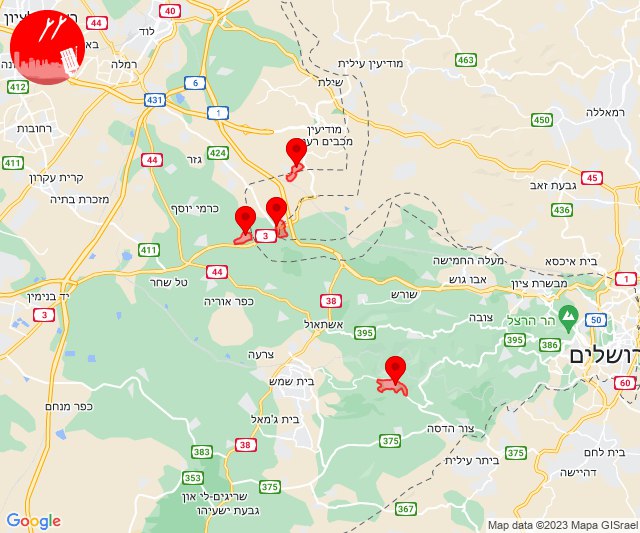 40
44
לוד
רמלה
412
431
6
1
463
מודיעין עילית
שילת
רמאללה
450
רחובות
מודיעין
מכבים רעו
גזר
424
411
44
קרית עקרון
45
גבעת זאב
מזכרת בתיה
כרמי יוסף
436
3
411
מעלה החמישה
בית איכסא
44
טל שחר
אבו גוש
מבשרת ציון
1
יד בנימין
כפר אוריה
38
שורש
3
אשתאול
צובה
הר הרצל
50
395
395
386
צרעה
בית שמש
60
כפר מנחם
בית ג'מאל
צור הדסה
38
375
383
בית לחם
375
ביתר עילית
353
375
דהיישה
שריגים-לי און
367
גבעת ישעיהו
Google
Map data ©2023 Mapa GISrael